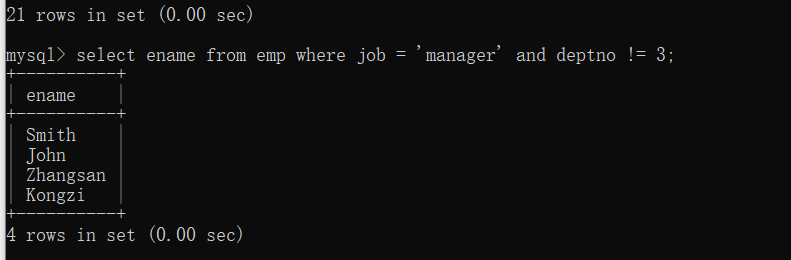 21 rows in set (0.00 sec)
mysql> select ename from emp where job = 'manager' and deptno != 3;
+----------+
| ename    |
+----------+
| Smith    |
| John     |
| Zhangsan |
| Kongzi   |
+----------+
4 rows in set (0.00 sec)